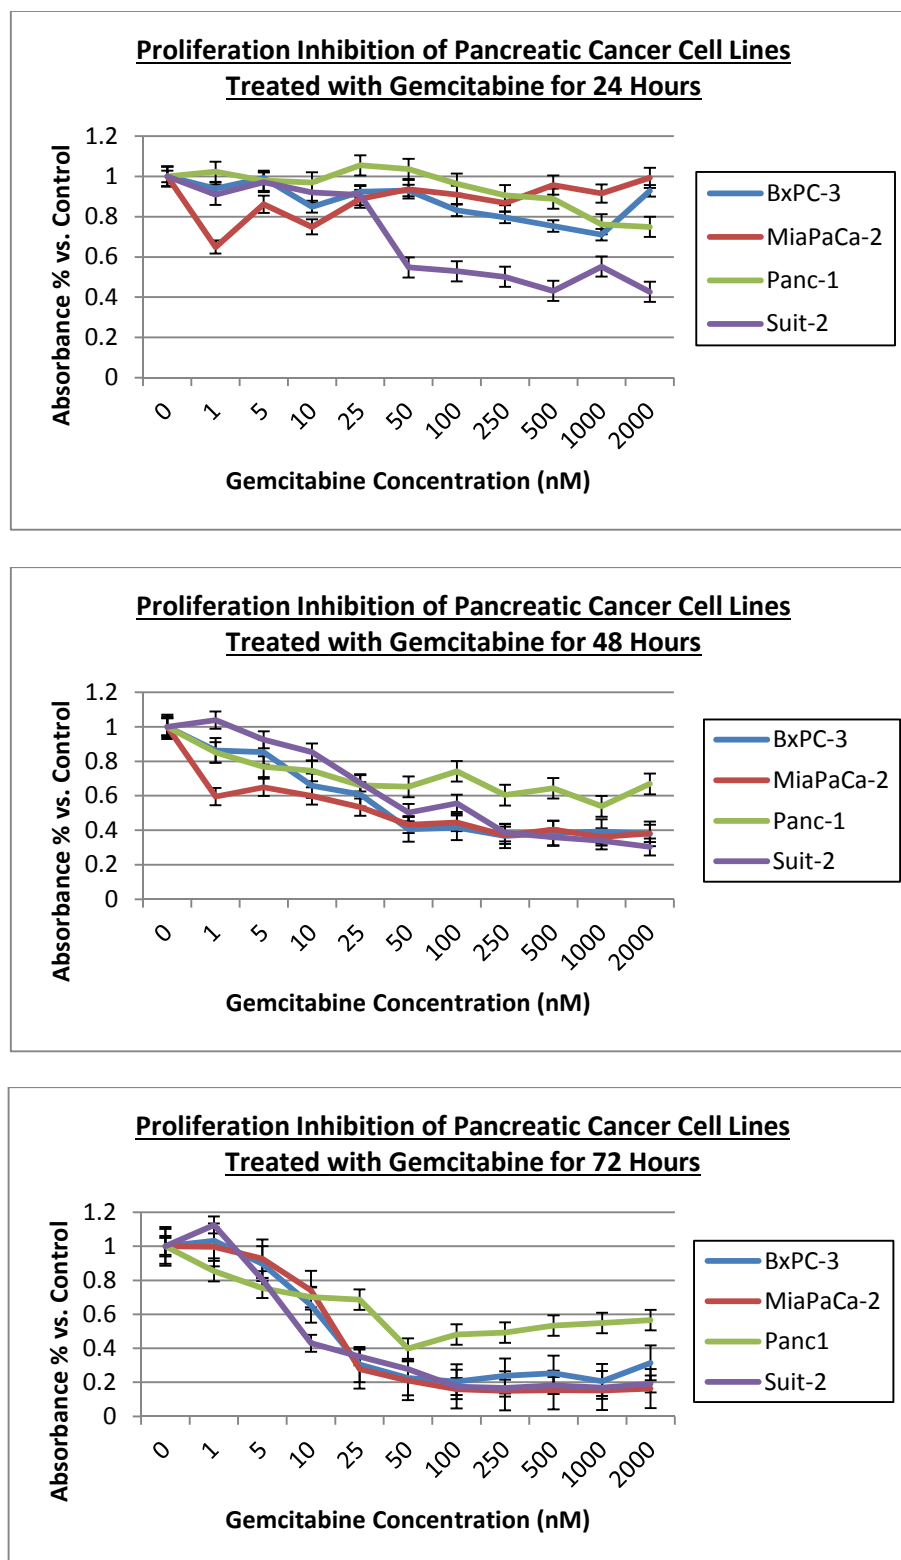 Proliferation Inhibition of Pancreatic Cancer Cell Lines
Treated with Gemcitabine for 24 Hours
Absorbance % vs. Control
1.2
1
0.8
0.6
0.4
0.2
0
0 1 5 10 25 50 100 250 500 1000 2000
Gemcitabine Concentration (nM)
BxPC-3
MiaPaCa-2
Panc-1
Suit-2
Proliferation Inhibition of Pancreatic Cancer Cell Lines
Treated with Gemcitabine for 48 Hours
Absorbance % vs. Control
1.2
1
0.8
0.6
0.4
0.2
0
0 1 5 10 25 50 100 250 500 1000 2000
Gemcitabine Concentration (nM)
BxPC-3
MiaPaCa-2
Panc-1
Suit-2
Proliferation Inhibition of Pancreatic Cancer Cell Lines
Treated with Gemcitabine for 72 Hours
Absorbance % vs. Control
1.2
1
0.8
0.6
0.4
0.2
0
0 1 5 10 25 50 100 250 500 1000 2000
Gemcitabine Concentration (nM)
BxPC-3
MiaPaCa-2
Panc1
Suit-2